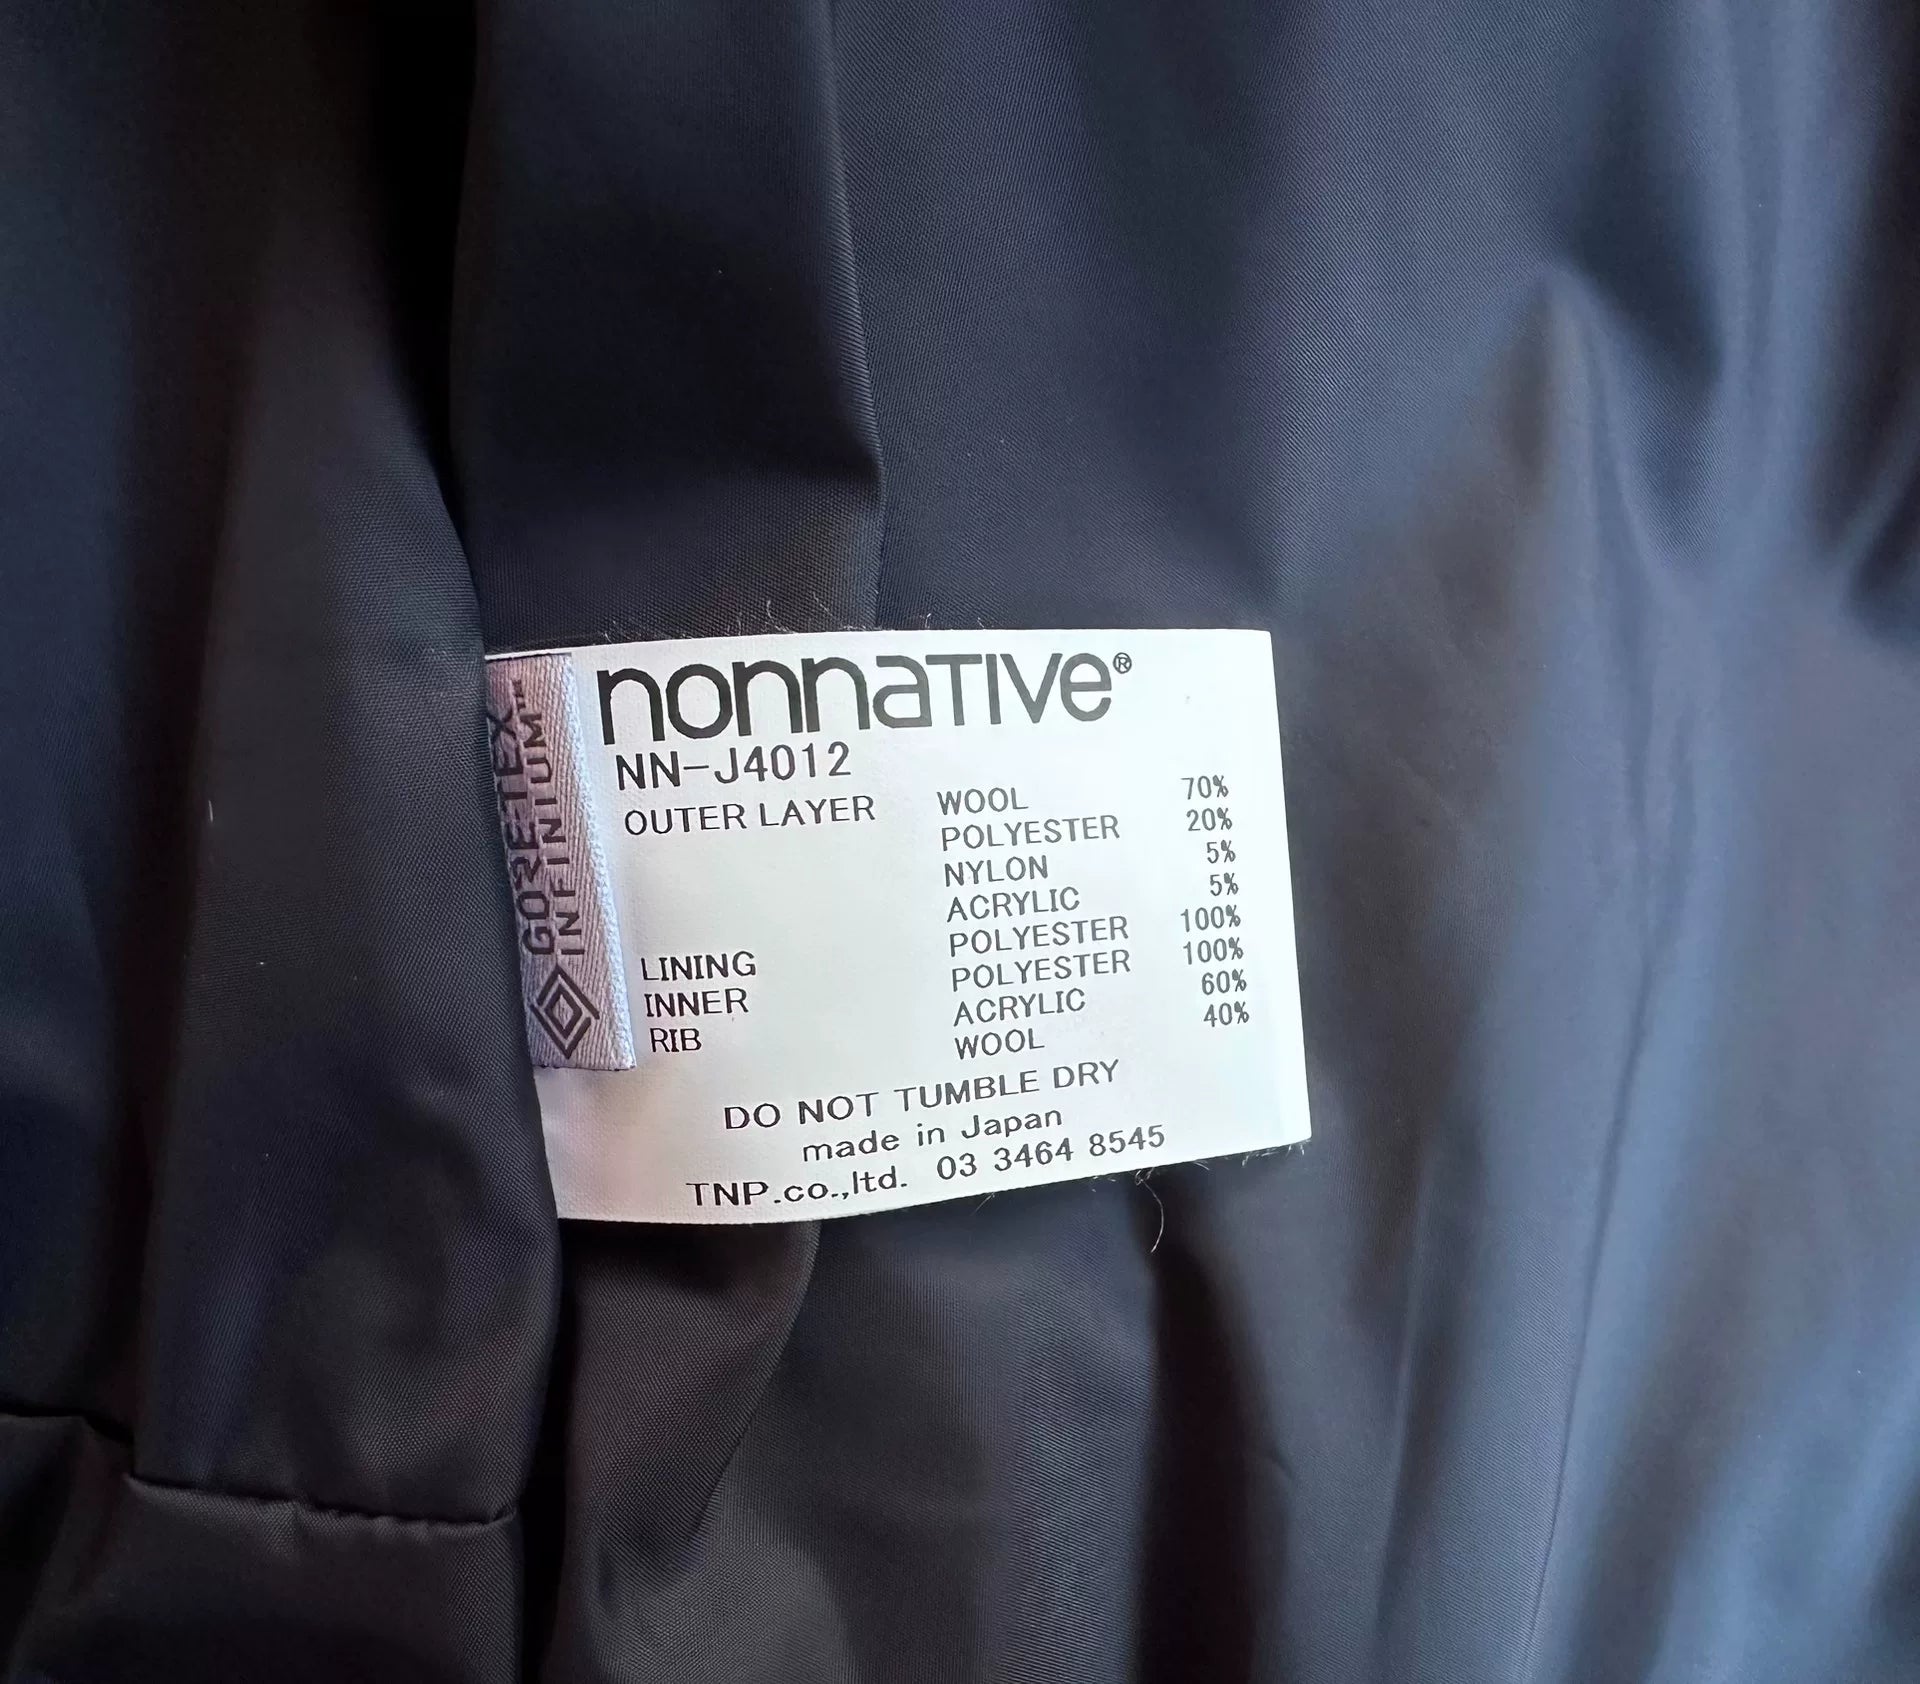 nonnative®
NN-J4012
OUTER LAYER WOOL 70%
POLYESTER 20%
NYLON 5%
ACRYLIC 5%
LINING POLYESTER 100%
INNER POLYESTER 100%
RIB ACRYLIC 60%
WOOL 40%
DO NOT TUMBLE DRY
made in Japan
TNP.co.,ltd. 03 3464 8545
GORE-TEX
INFINIUM™